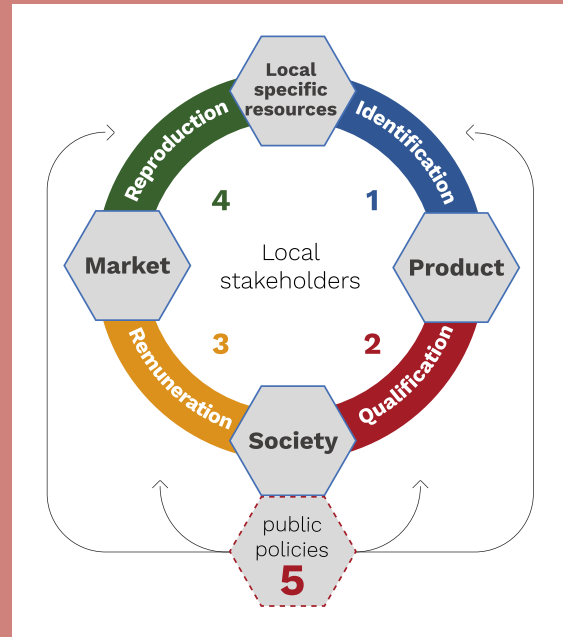 Local
specific
resources
Identification
Reproduction
4
1
Local
stakeholders
Market
Product
3
2
Remuneration
Qualification
Society
public
policies
5